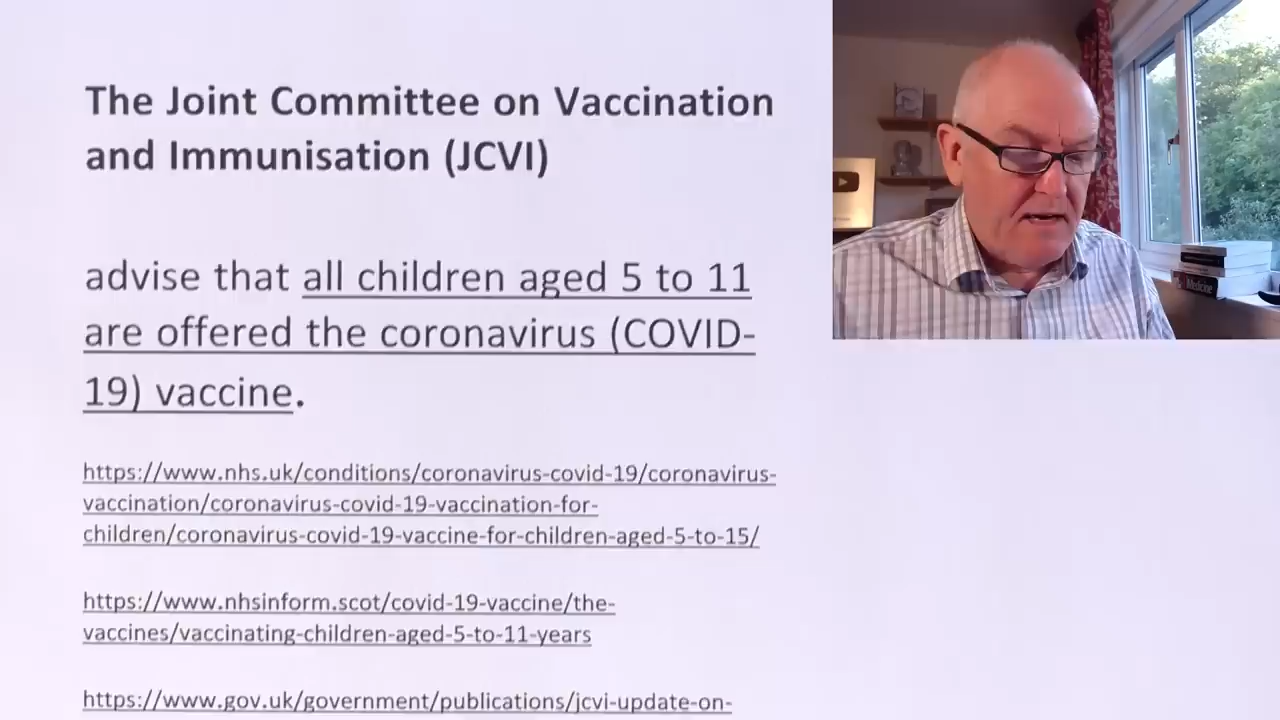 The Joint Committee on Vaccination
and Immunisation (JCVI)
advise that all children aged 5 to 11
are offered the coronavirus (COVID-
19) vaccine.
https://www.nhs.uk/conditions/coronavirus-covid-19/coronavirus-
vaccination/coronavirus-covid-19-vaccination-for-
children/coronavirus-covid-19-vaccine-for-children-aged-5-to-15/
https://www.nhsinform.scot/covid-19-vaccine/the-
vaccines/vaccinating-children-aged-5-to-11-years
https://www.gov.uk/government/publications/jcvi-update-on-
Medicine